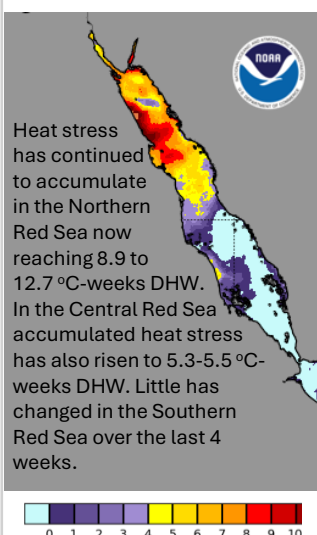 NOAA
Heat stress
has continued
to accumulate
in the Northern
Red Sea now
reaching 8.9 to
12.7 °C-weeks DHW.
In the Central Red Sea
accumulated heat stress
has also risen to 5.3-5.5 °C-
weeks DHW. Little has
changed in the Southern
Red Sea over the last 4
weeks.
0 1 2 3 4 5 6 7 8 9 10